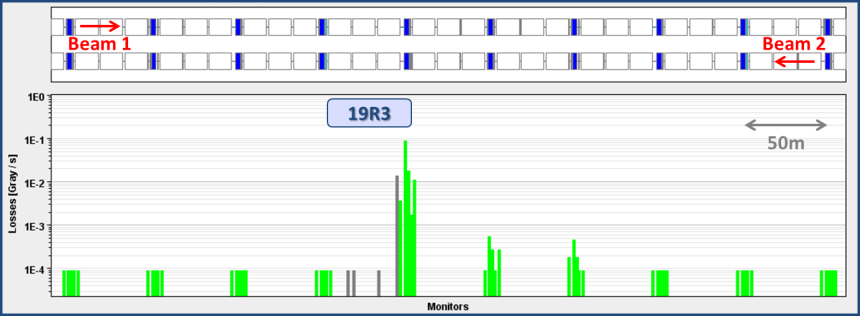 Beam 1
Beam 2
19R3
50m
1E0
1E-1
1E-2
1E-3
1E-4
Losses [Gray / s]
Monitors